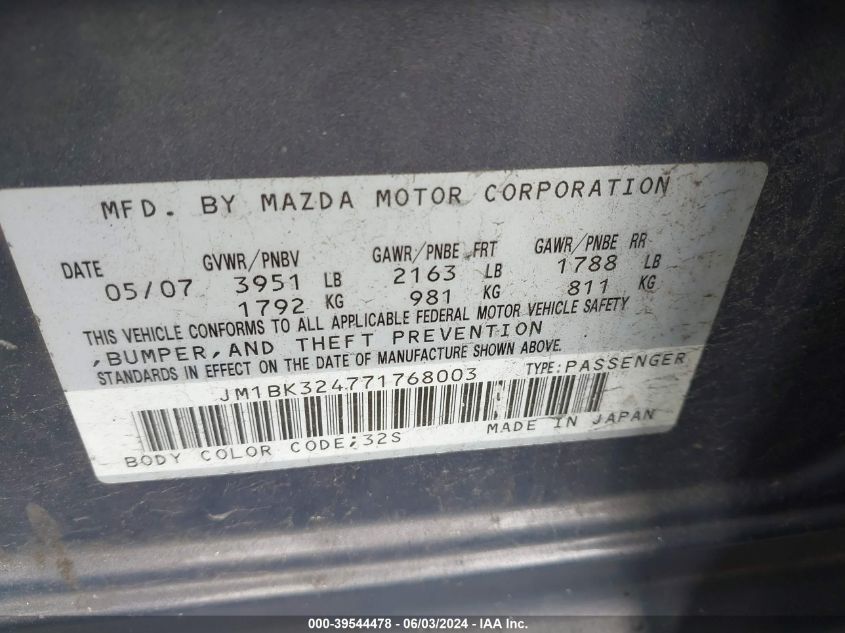 MFD. BY MAZDA MOTOR CORPORATION
DATE GVWR/PNBV GAWR/PNBE FRT GAWR/PNBE RR
05/07 3951 LB 2163 LB 1788 LB
1792 KG 981 KG 811 KG
THIS VEHICLE CONFORMS TO ALL APPLICABLE FEDERAL MOTOR VEHICLE SAFETY
,BUMPER,AND THEFT PREVENTION
STANDARDS IN EFFECT ON THE DATE OF MANUFACTURE SHOWN ABOVE.
JM1BK324771768003 TYPE:PASSENGER
BODY COLOR CODE;32S MADE IN JAPAN
000-39544478 - 06/03/2024 - IAA Inc.